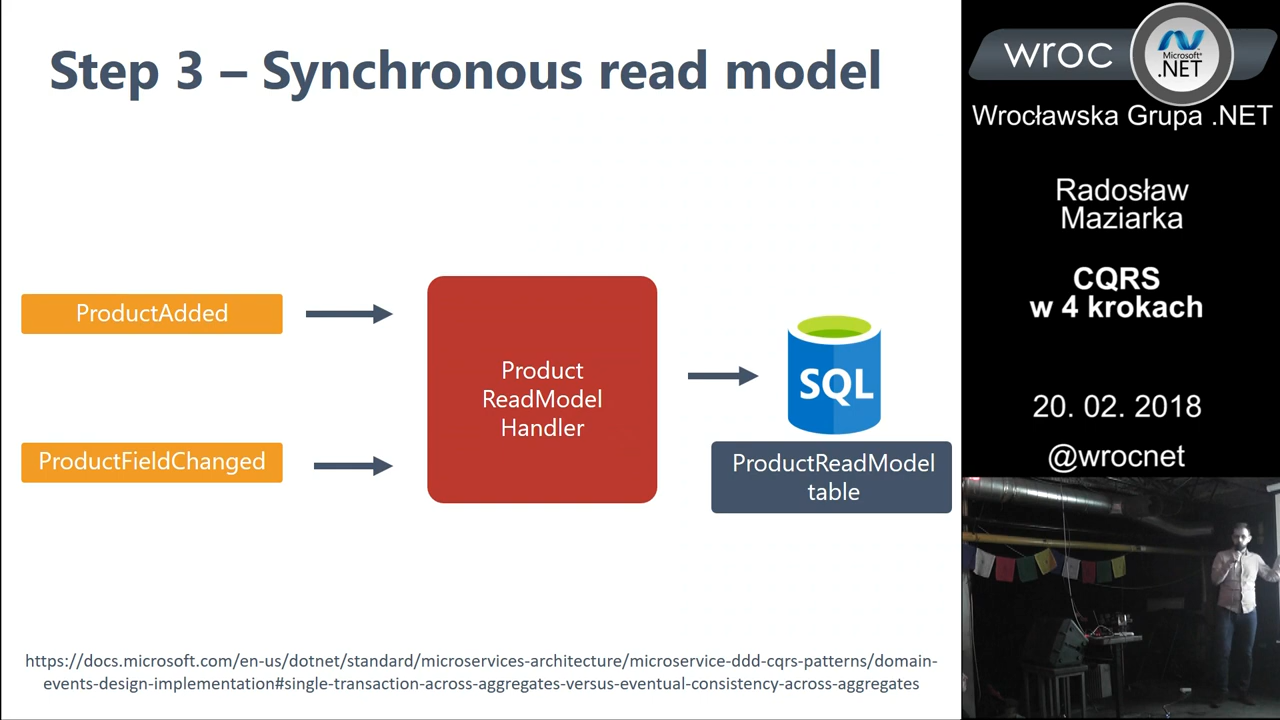 Step 3 – Synchronous read model
ProductAdded
ProductFieldChanged
Product
ReadModel
Handler
SQL
ProductReadModel
table
https://docs.microsoft.com/en-us/dotnet/standard/microservices-architecture/microservice-ddd-cqrs-patterns/domain-
events-design-implementation#single-transaction-across-aggregates-versus-eventual-consistency-across-aggregates
wroc
Microsoft®
.NET
Wrocławska Grupa .NET
Radosław
Maziarka
CQRS
w 4 krokach
20. 02. 2018
@wrocnet